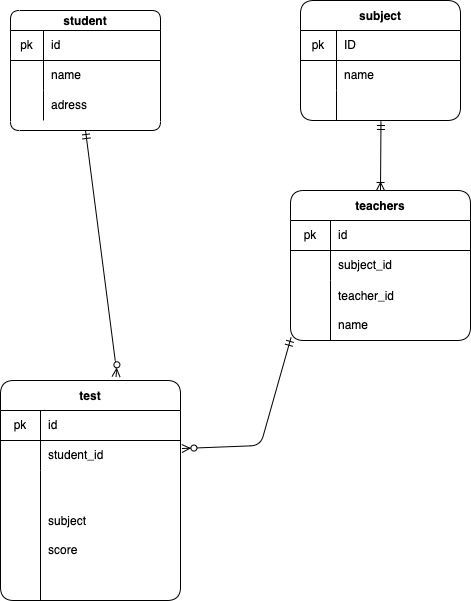 student
pk id
name
adress
subject
pk ID
name
teachers
pk id
subject_id
teacher_id
name
test
pk id
student_id
subject
score